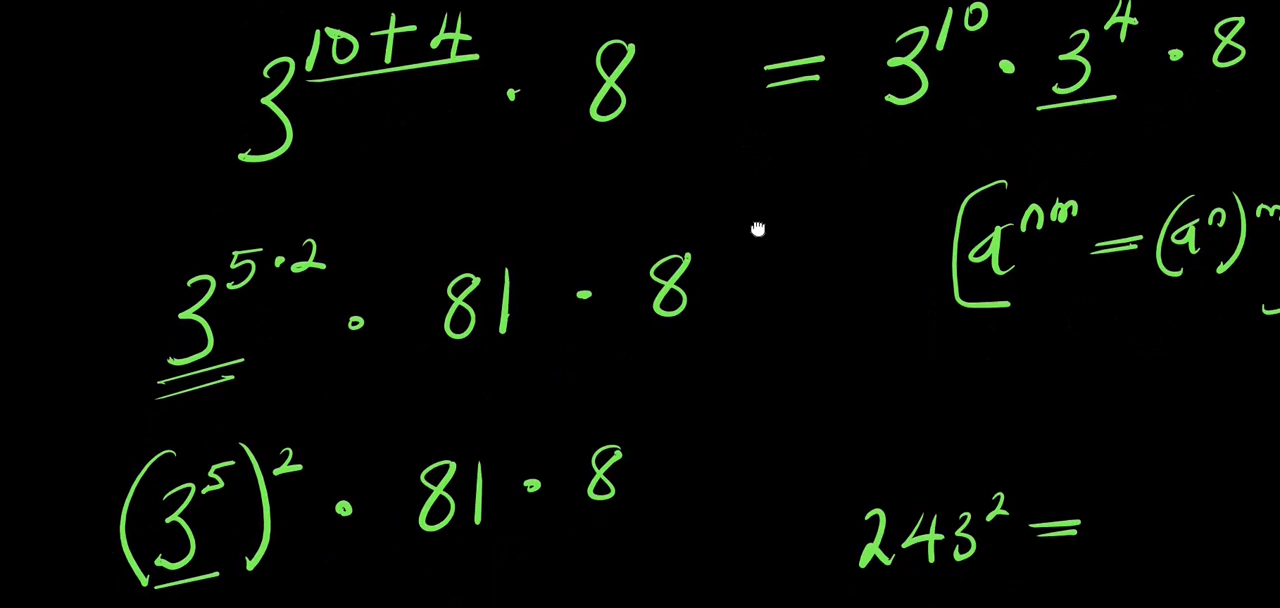 3^{10+4} · 8 = 3^{10} · 3^4 · 8
[a^{nm} = (a^n)^m]
3^{5·2} · 81 · 8
(3^5)^2 · 81 · 8
243^2 =